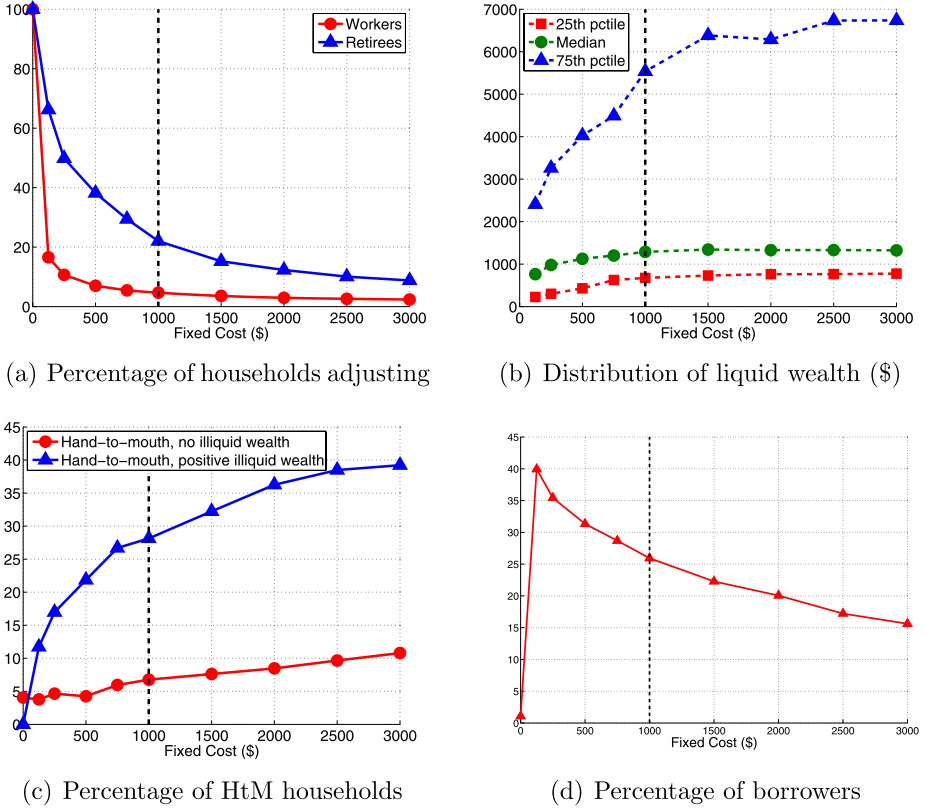 100
80
60
40
20
0
0 500 1000 1500 2000 2500 3000
Fixed Cost ($)
Workers
Retirees
(a) Percentage of households adjusting
7000
6000
5000
4000
3000
2000
1000
0
0 500 1000 1500 2000 2500 3000
Fixed Cost ($)
25th pctile
Median
75th pctile
(b) Distribution of liquid wealth ($)
45
40
35
30
25
20
15
10
5
0
0 500 1000 1500 2000 2500 3000
Fixed Cost ($)
Hand-to-mouth, no illiquid wealth
Hand-to-mouth, positive illiquid wealth
(c) Percentage of HtM households
45
40
35
30
25
20
15
10
5
0
0 500 1000 1500 2000 2500 3000
Fixed Cost ($)
(d) Percentage of borrowers